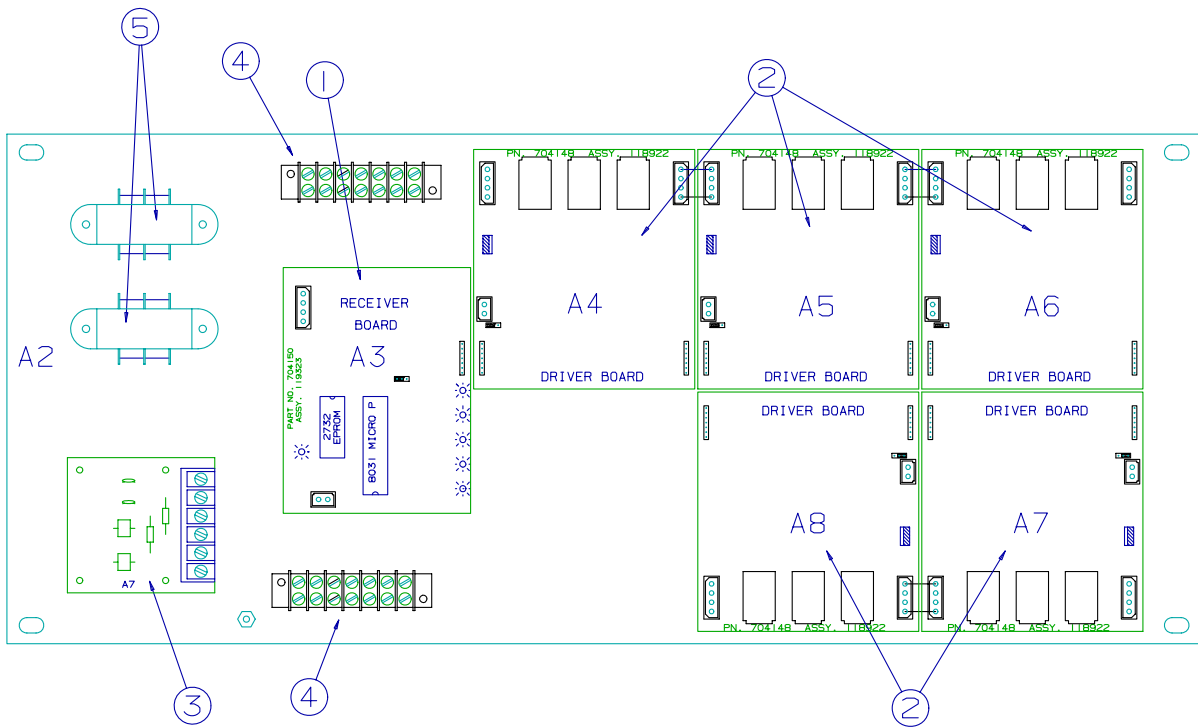 5
4
1
2
PN. 704148 ASSY. 118922
PN. 704148 ASSY. 118922
PN. 704148 ASSY. 118922
RECEIVER
BOARD
A2
A3
A4
A5
A6
PART NO. 704150
ASSY. 119323
DRIVER BOARD
DRIVER BOARD
DRIVER BOARD
2732
EPROM
8031 MICRO P
DRIVER BOARD
DRIVER BOARD
A8
A7
A7
PN. 704148 ASSY. 118922
PN. 704148 ASSY. 118922
3
4
2